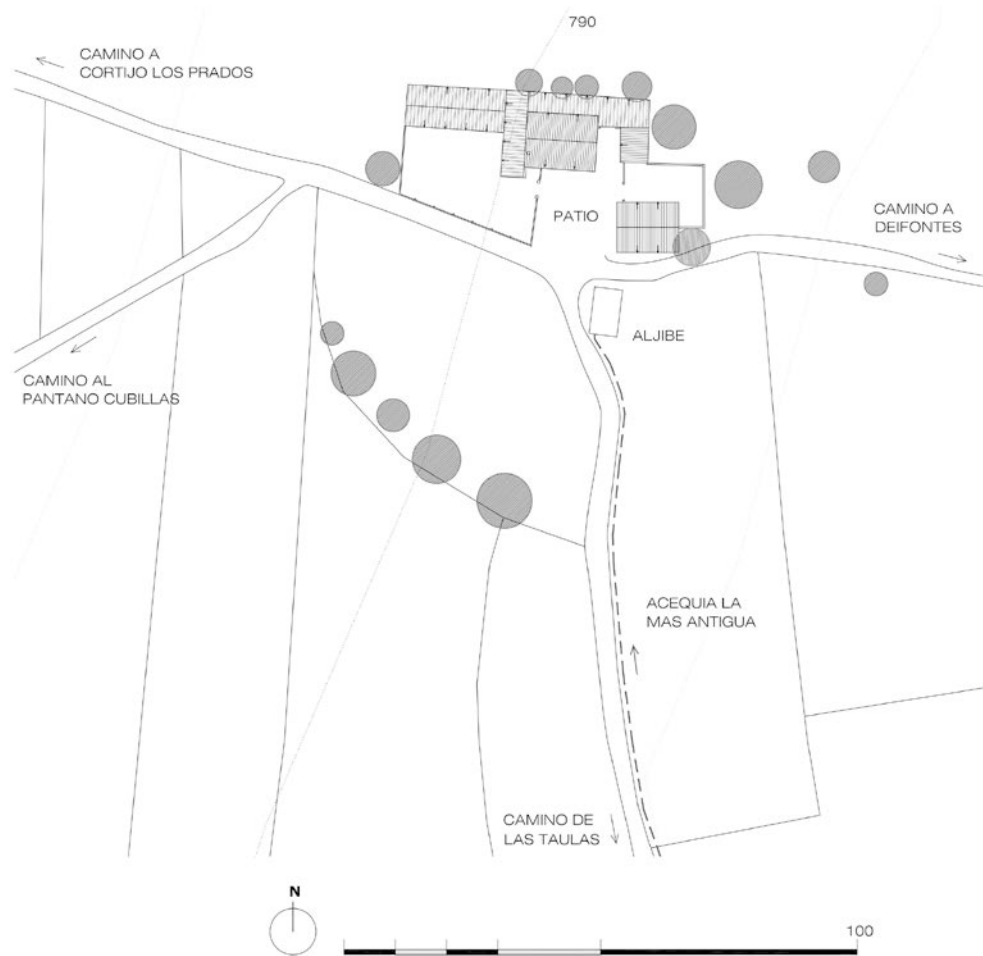 790
CAMINO A
CORTIJO LOS PRADOS
CAMINO A
DEIFONTES
PATIO
ALJIBE
CAMINO AL
PANTANO CUBILLAS
ACEQUIA LA
MAS ANTIGUA
CAMINO DE
LAS TAULAS
N
100